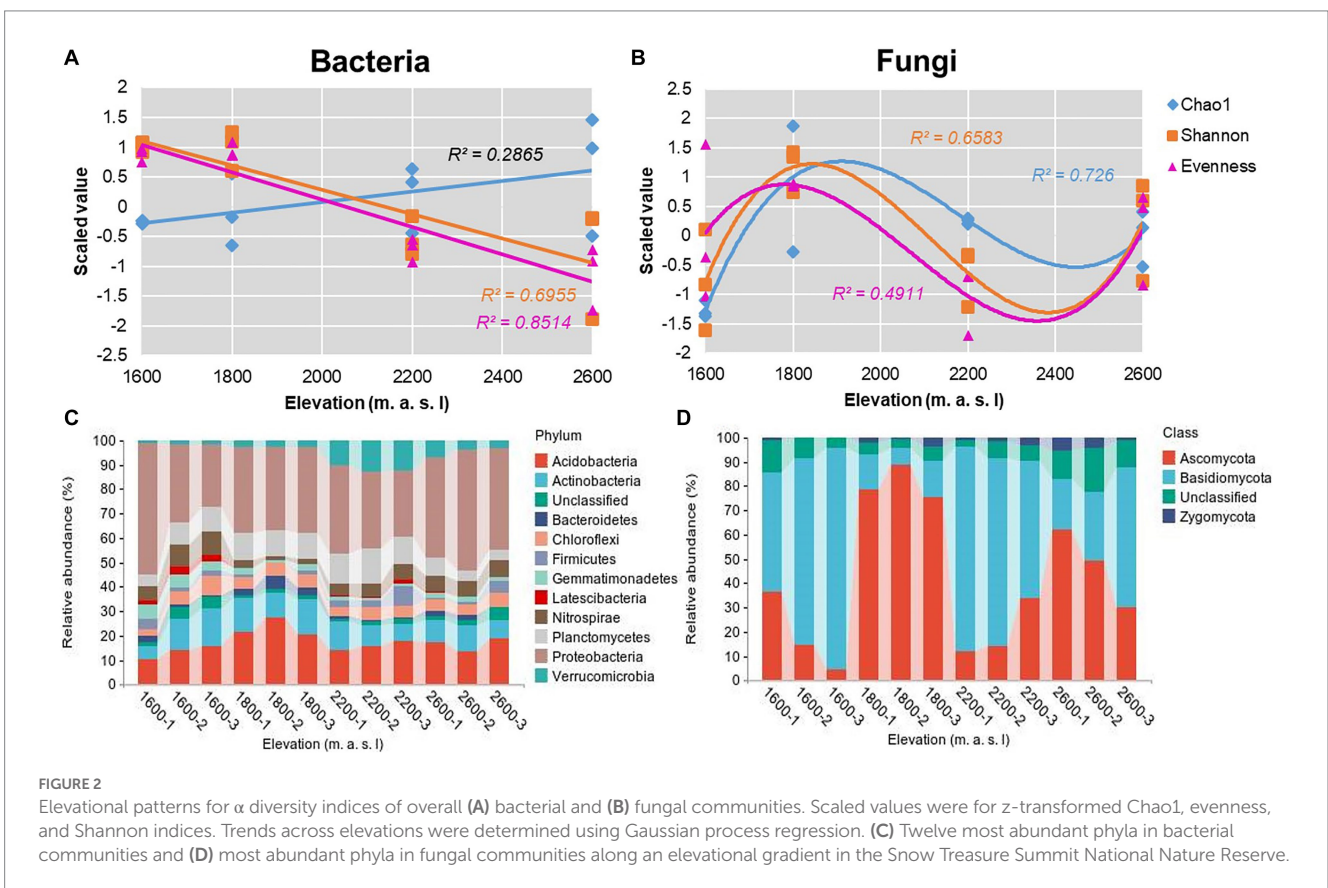 A
Bacteria
2
1.5
1
0.5
0
-0.5
-1
-1.5
-2
-2.5
Scaled value
R² = 0.2865
R² = 0.6955
R² = 0.8514
1600
1800
2000
2200
2400
2600
Elevation (m. a. s. l)
B
Fungi
2.5
2
1.5
1
0.5
0
-0.5
-1
-1.5
-2
Scaled value
R² = 0.6583
R² = 0.726
R² = 0.4911
1600
1800
2000
2200
2400
2600
Elevation (m. a. s. l)
Chao1
Shannon
Evenness
C
100
90
80
70
60
50
40
30
20
10
0
Relative abundance (%)
1600-1
1600-2
1600-3
1800-1
1800-2
1800-3
2200-1
2200-2
2200-3
2600-1
2600-2
2600-3
Elevation (m. a. s. l)
Phylum
Acidobacteria
Actinobacteria
Unclassified
Bacteroidetes
Chloroflexi
Firmicutes
Gemmatimonadetes
Latescibacteria
Nitrospirae
Planctomycetes
Proteobacteria
Verrucomicrobia
D
100
90
80
70
60
50
40
30
20
10
0
Relative abundance (%)
1600-1
1600-2
1600-3
1800-1
1800-2
1800-3
2200-1
2200-2
2200-3
2600-1
2600-2
2600-3
Elevation (m. a. s. l)
Class
Ascomycota
Basidiomycota
Unclassified
Zygomycota
FIGURE 2
Elevational patterns for α diversity indices of overall (A) bacterial and (B) fungal communities. Scaled values were for z-transformed Chao1, evenness,
and Shannon indices. Trends across elevations were determined using Gaussian process regression. (C) Twelve most abundant phyla in bacterial
communities and (D) most abundant phyla in fungal communities along an elevational gradient in the Snow Treasure Summit National Nature Reserve.